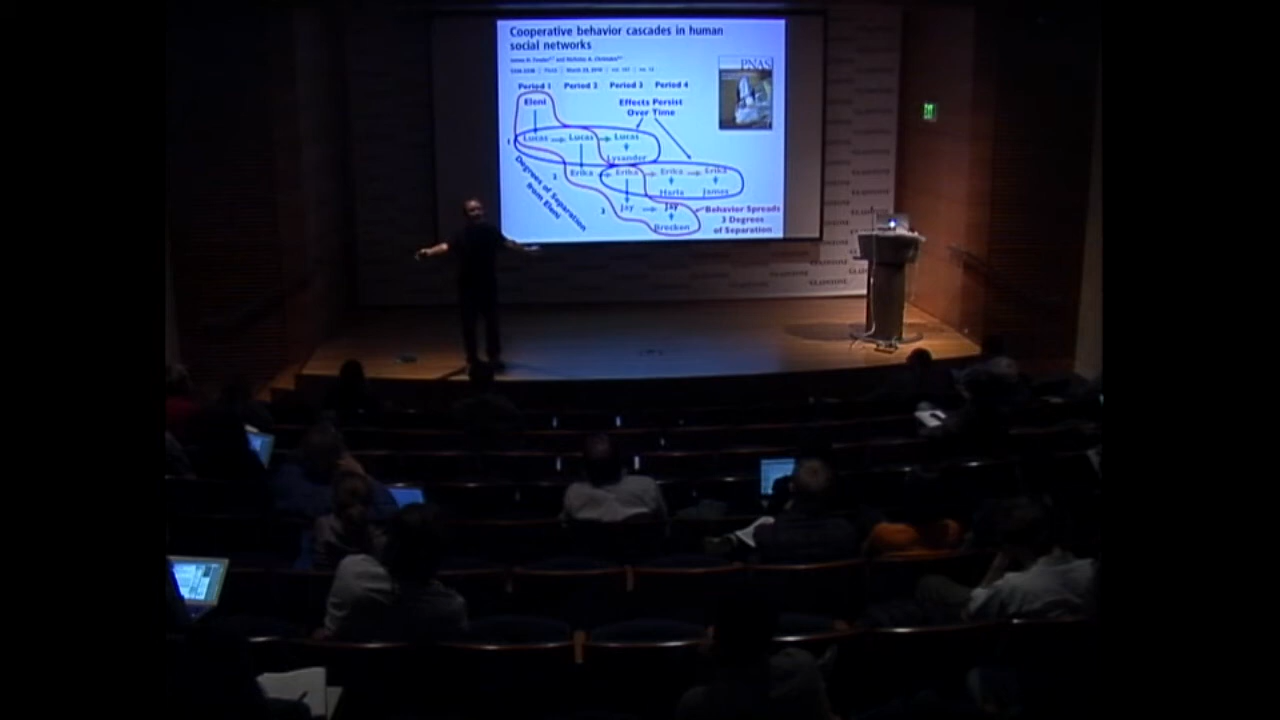 Cooperative behavior cascades in human
social networks
PNAS
Period 1 Period 2 Period 3 Period 4
Eleni
Effects Persist
Over Time
Lucas Lucas Lucas
Lysander
1
2
Erika Erika Erika Erika
Harla James
Degrees of Separation
from Eleni
3
Jay Jay
Brecken
Behavior Spreads
3 Degrees
of Separation
GLADSTONE